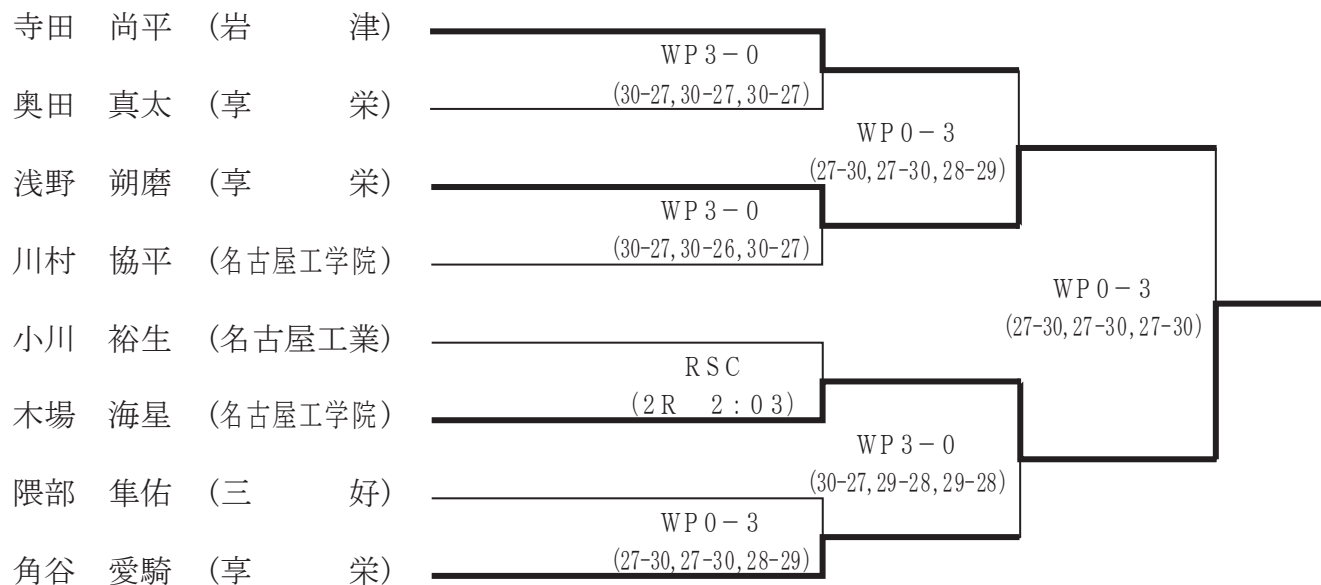 寺田　尚平　(岩　　　津)
WP3－0
(30-27,30-27,30-27)
奥田　真太　(享　　　栄)
WP0－3
(27-30,27-30,28-29)
浅野　朔磨　(享　　　栄)
WP3－0
(30-27,30-26,30-27)
川村　協平　(名古屋工学院)
WP0－3
(27-30,27-30,27-30)
小川　裕生　(名古屋工業)
RSC
(2R　2:03)
木場　海星　(名古屋工学院)
WP3－0
(30-27,29-28,29-28)
隈部　隼佑　(三　　　好)
WP0－3
(27-30,27-30,28-29)
角谷　愛騎　(享　　　栄)